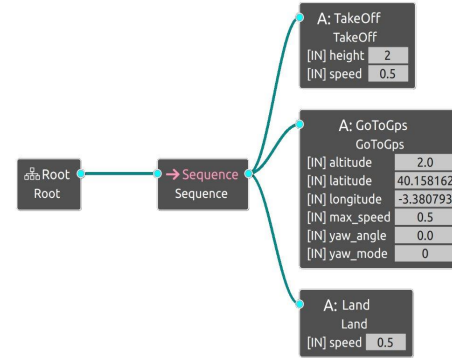 A: TakeOff
TakeOff
[IN] height 2
[IN] speed 0.5
A: GoToGps
GoToGps
[IN] altitude 2.0
[IN] latitude 40.158162
[IN] longitude -3.380793
[IN] max_speed 0.5
[IN] yaw_angle 0.0
[IN] yaw_mode 0
Root
Root
→ Sequence
Sequence
A: Land
Land
[IN] speed 0.5